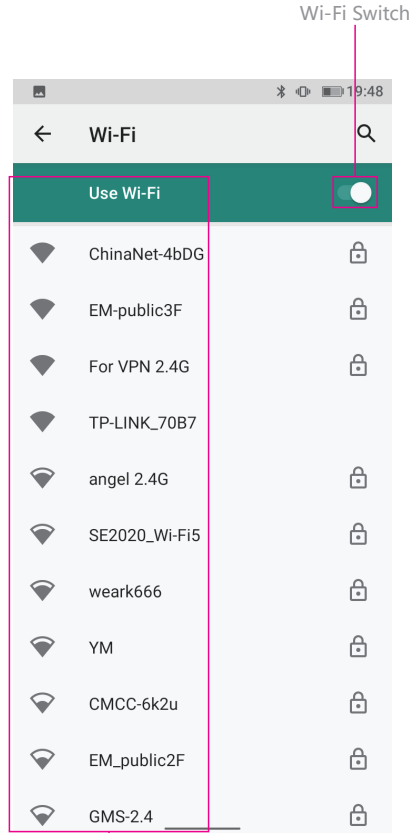 Wi-Fi Switch
19:48
Wi-Fi
Use Wi-Fi
ChinaNet-4bDG
EM-public3F
For VPN 2.4G
TP-LINK_70B7
angel 2.4G
SE2020_Wi-Fi5
weark666
YM
CMCC-6k2u
EM_public2F
GMS-2.4